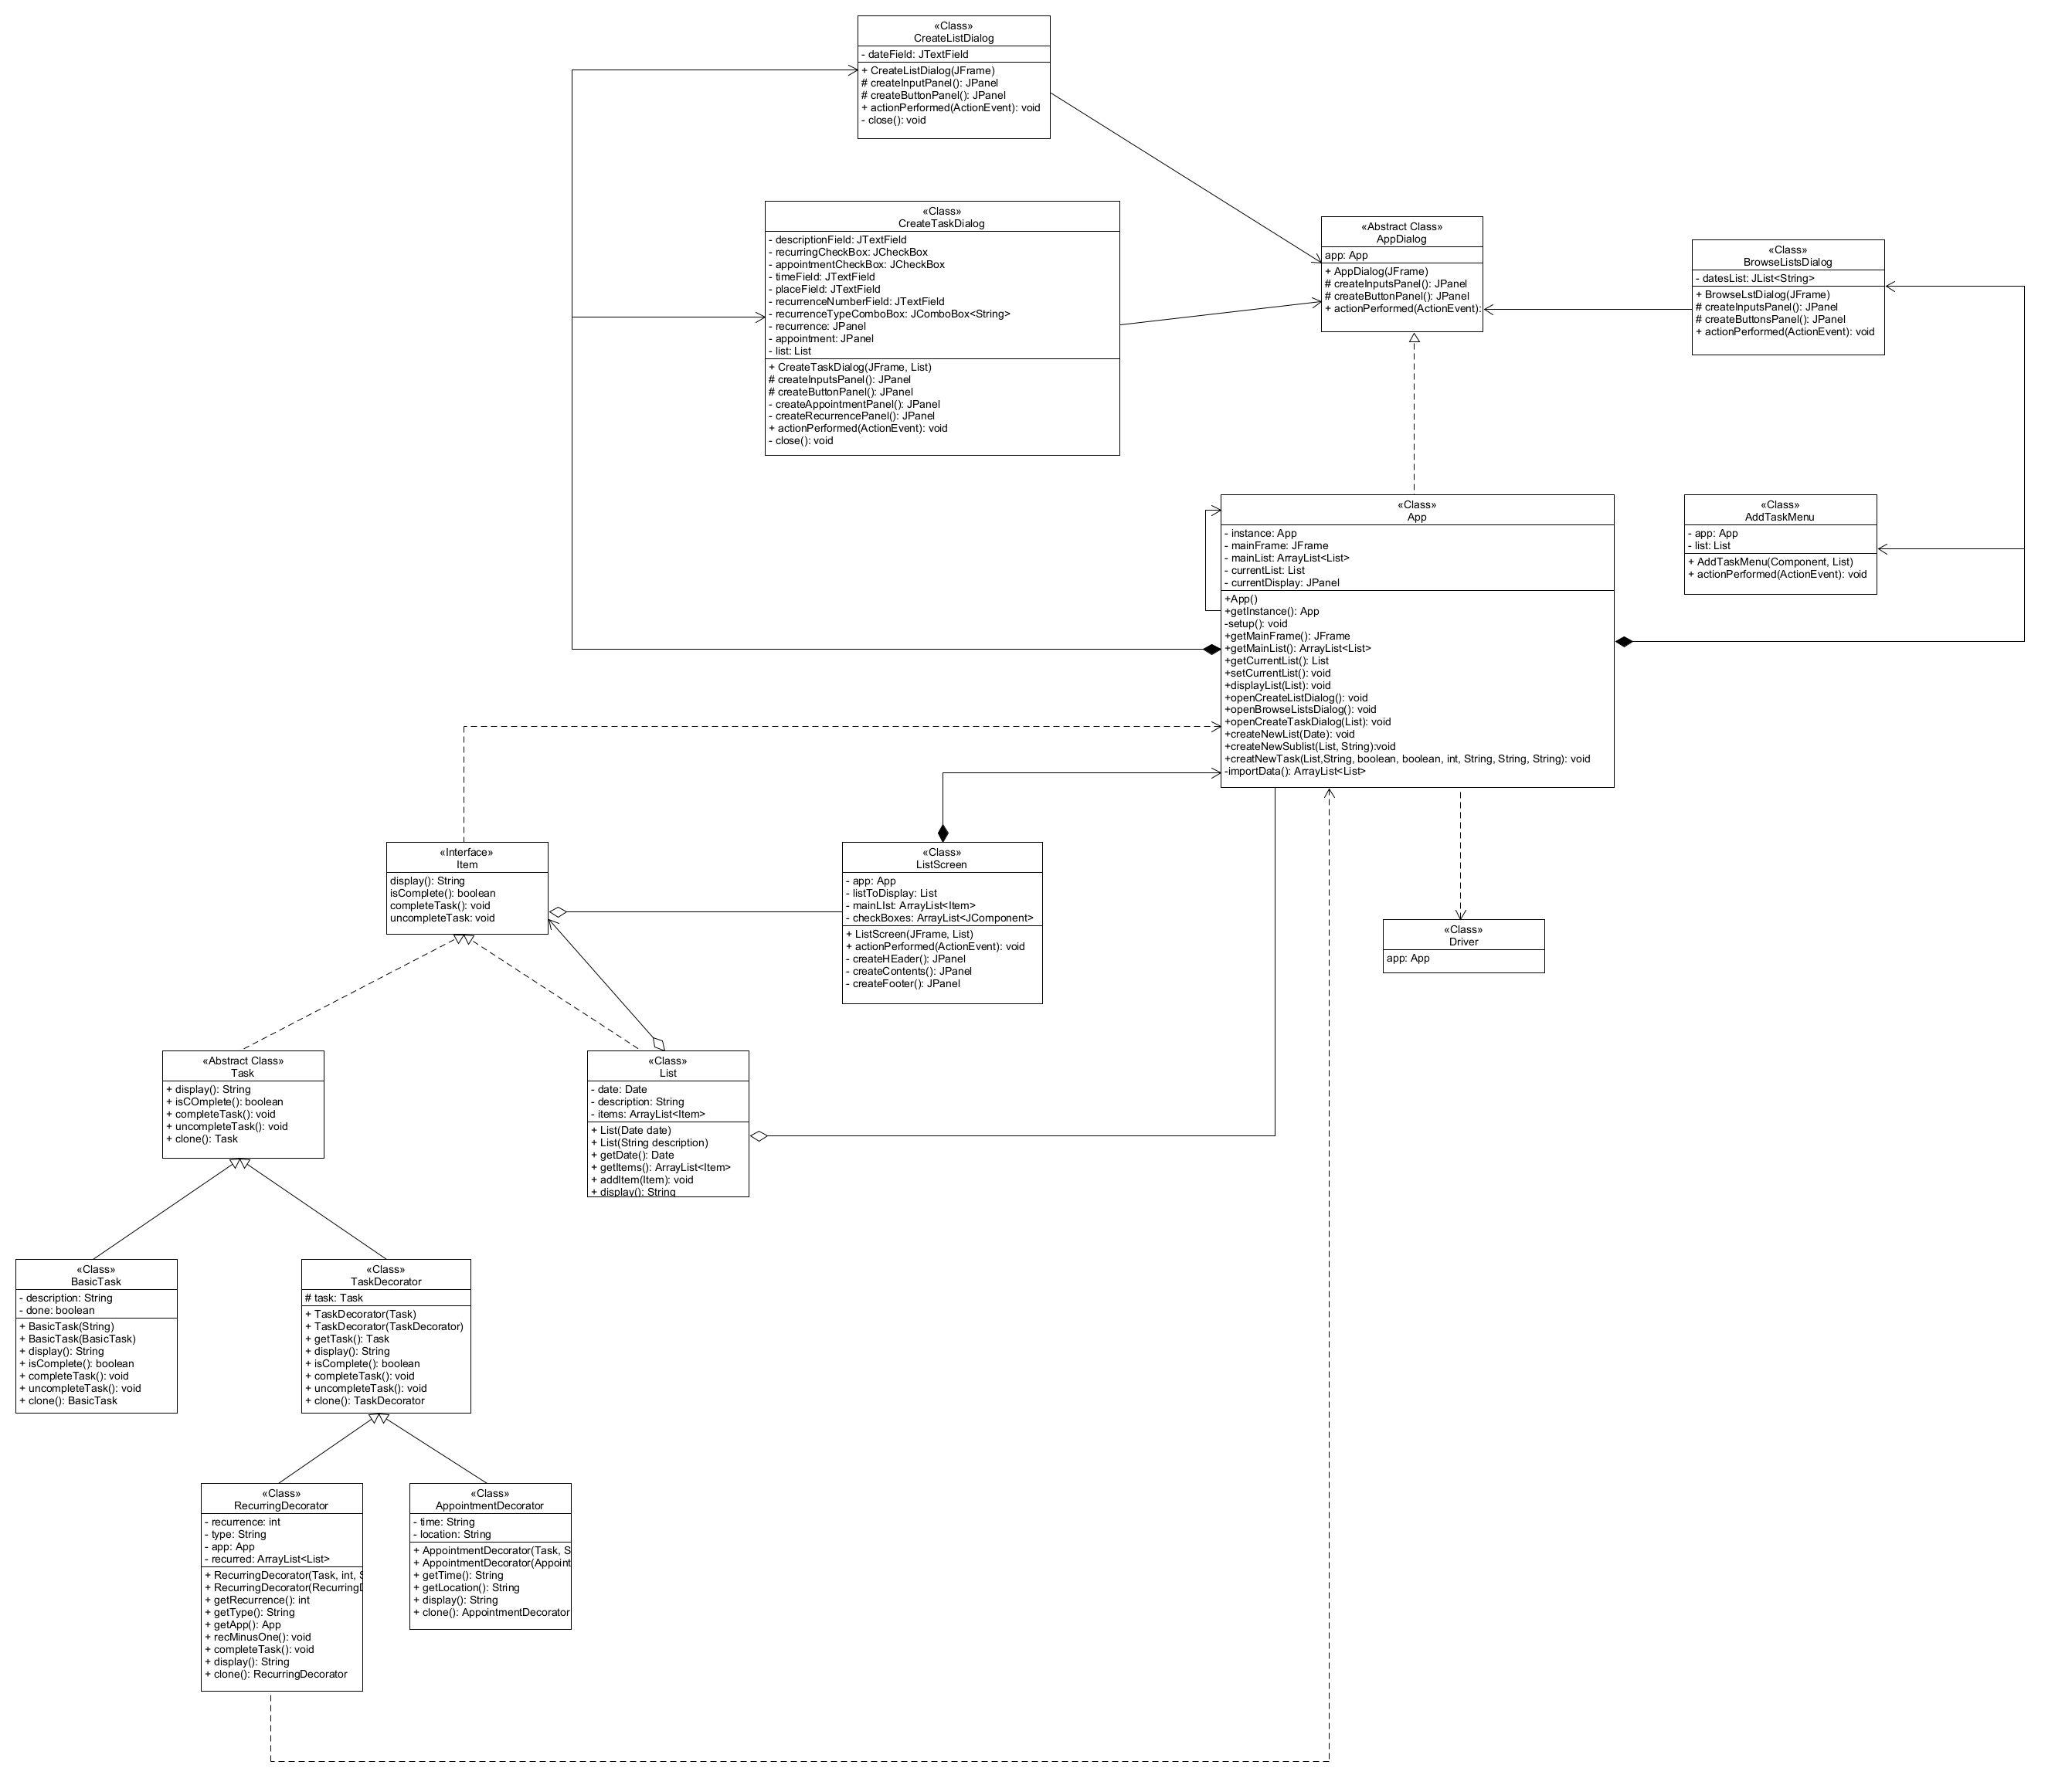 «Class»
CreateListDialog
- dateField: JTextField
+ CreateListDialog(JFrame)
# createInputPanel(): JPanel
# createButtonPanel(): JPanel
+ actionPerformed(ActionEvent): void
- close(): void
«Class»
CreateTaskDialog
- descriptionField: JTextField
- recurringCheckBox: JCheckBox
- appointmentCheckBox: JCheckBox
- timeField: JTextField
- placeField: JTextField
- recurrenceNumberField: JTextField
- recurrenceTypeComboBox: JComboBox<String>
- recurrence: JPanel
- appointment: JPanel
- list: List
+ CreateTaskDialog(JFrame, List)
# createInputsPanel(): JPanel
# createButtonPanel(): JPanel
- createAppointmentPanel(): JPanel
- createRecurrencePanel(): JPanel
+ actionPerformed(ActionEvent): void
- close(): void
«Abstract Class»
AppDialog
app: App
+ AppDialog(JFrame)
# createInputsPanel(): JPanel
# createButtonPanel(): JPanel
+ actionPerformed(ActionEvent):
«Class»
BrowseListsDialog
- datesList: JList<String>
+ BrowseLstDialog(JFrame)
# createInputsPanel(): JPanel
# createButtonsPanel(): JPanel
+ actionPerformed(ActionEvent): void
«Class»
App
- instance: App
- mainFrame: JFrame
- mainList: ArrayList<List>
- currentList: List
- currentDisplay: JPanel
+App()
+getInstance(): App
-setup(): void
+getMainFrame(): JFrame
+getMainList(): ArrayList<List>
+getCurrentList(): List
+setCurrentList(): void
+displayList(List): void
+openCreateListDialog(): void
+openBrowseListsDialog(): void
+openCreateTaskDialog(List): void
+createNewList(Date): void
+createNewSublist(List, String):void
+creatNewTask(List,String, boolean, boolean, int, String, String, String): void
-importData(): ArrayList<List>
«Class»
AddTaskMenu
- app: App
- list: List
+ AddTaskMenu(Component, List)
+ actionPerformed(ActionEvent): void
«Interface»
Item
display(): String
isComplete(): boolean
completeTask(): void
uncompleteTask: void
«Class»
ListScreen
- app: App
- listToDisplay: List
- mainLIst: ArrayList<Item>
- checkBoxes: ArrayList<JComponent>
+ ListScreen(JFrame, List)
+ actionPerformed(ActionEvent): void
- createHEader(): JPanel
- createContents(): JPanel
- createFooter(): JPanel
«Class»
Driver
app: App
«Abstract Class»
Task
+ display(): String
+ isCOmplete(): boolean
+ completeTask(): void
+ uncompleteTask(): void
+ clone(): Task
«Class»
List
- date: Date
- description: String
- items: ArrayList<Item>
+ List(Date date)
+ List(String description)
+ getDate(): Date
+ getItems(): ArrayList<Item>
+ addItem(Item): void
+ display(): String
«Class»
BasicTask
- description: String
- done: boolean
+ BasicTask(String)
+ BasicTask(BasicTask)
+ display(): String
+ isComplete(): boolean
+ completeTask(): void
+ uncompleteTask(): void
+ clone(): BasicTask
«Class»
TaskDecorator
# task: Task
+ TaskDecorator(Task)
+ TaskDecorator(TaskDecorator)
+ getTask(): Task
+ display(): String
+ isComplete(): boolean
+ completeTask(): void
+ uncompleteTask(): void
+ clone(): TaskDecorator
«Class»
RecurringDecorator
- recurrence: int
- type: String
- app: App
- recurred: ArrayList<List>
+ RecurringDecorator(Task, int,
+ RecurringDecorator(Recurring
+ getRecurrence(): int
+ getType(): String
+ getApp(): App
+ recMinusOne(): void
+ completeTask(): void
+ display(): String
+ clone(): RecurringDecorator
«Class»
AppointmentDecorator
- time: String
- location: String
+ AppointmentDecorator(Task, S
+ AppointmentDecorator(Appoint
+ getTime(): String
+ getLocation(): String
+ display(): String
+ clone(): AppointmentDecorator